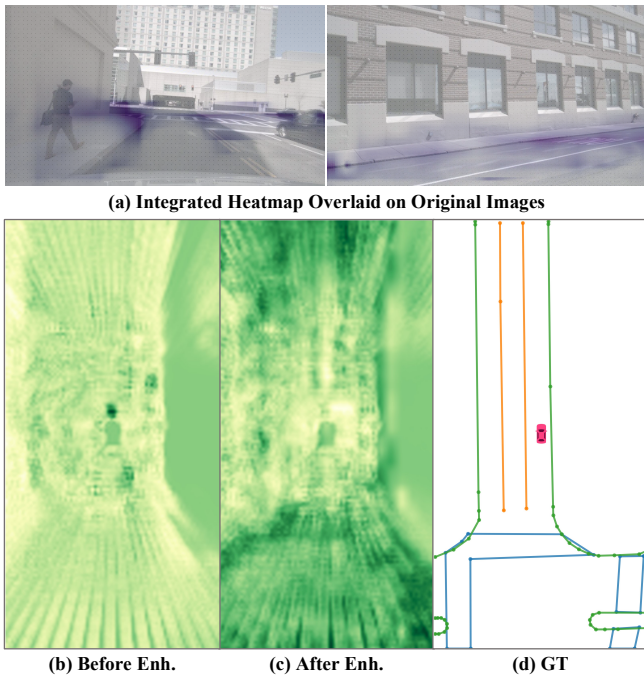 (a) Integrated Heatmap Overlaid on Original Images
(b) Before Enh.
(c) After Enh.
(d) GT